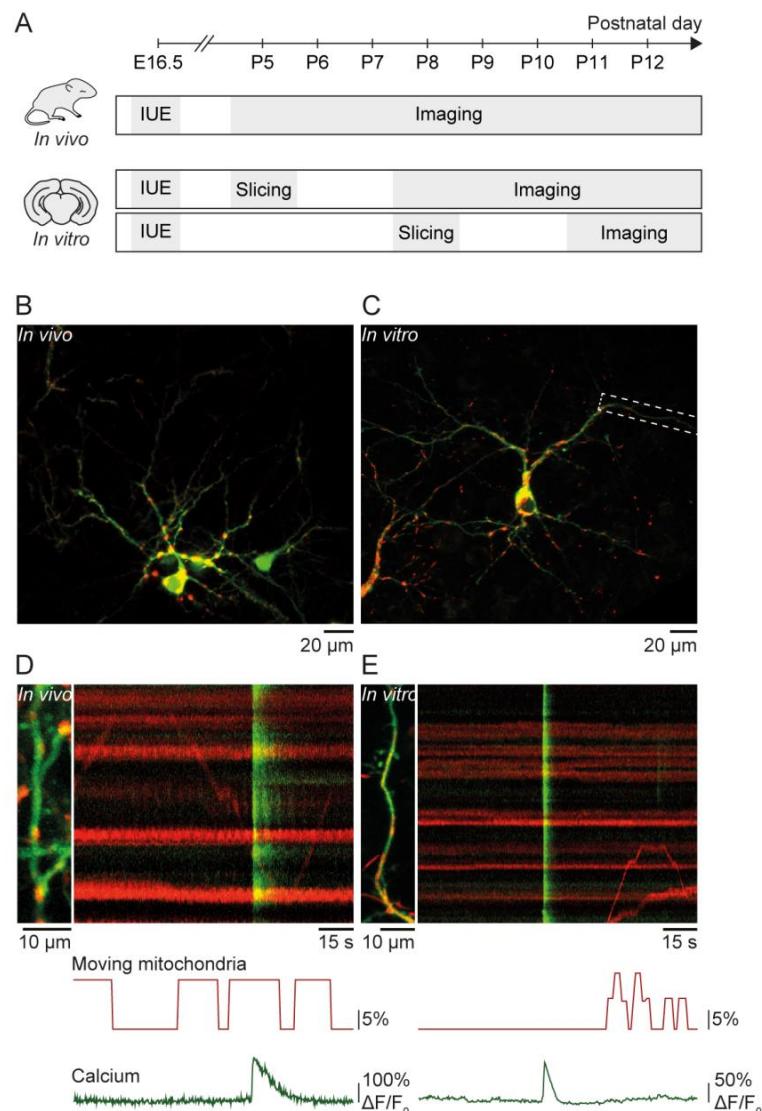 A
Postnatal day
E16.5 P5 P6 P7 P8 P9 P10 P11 P12
IUE Imaging
In vivo
IUE Slicing Imaging
IUE Slicing Imaging
In vitro
B C
In vivo In vitro
20 µm 20 µm
D E
In vivo In vitro
10 µm 15 s 10 µm 15 s
Moving mitochondria
5% 5%
Calcium
100% 50%
ΔF/F₀ ΔF/F₀